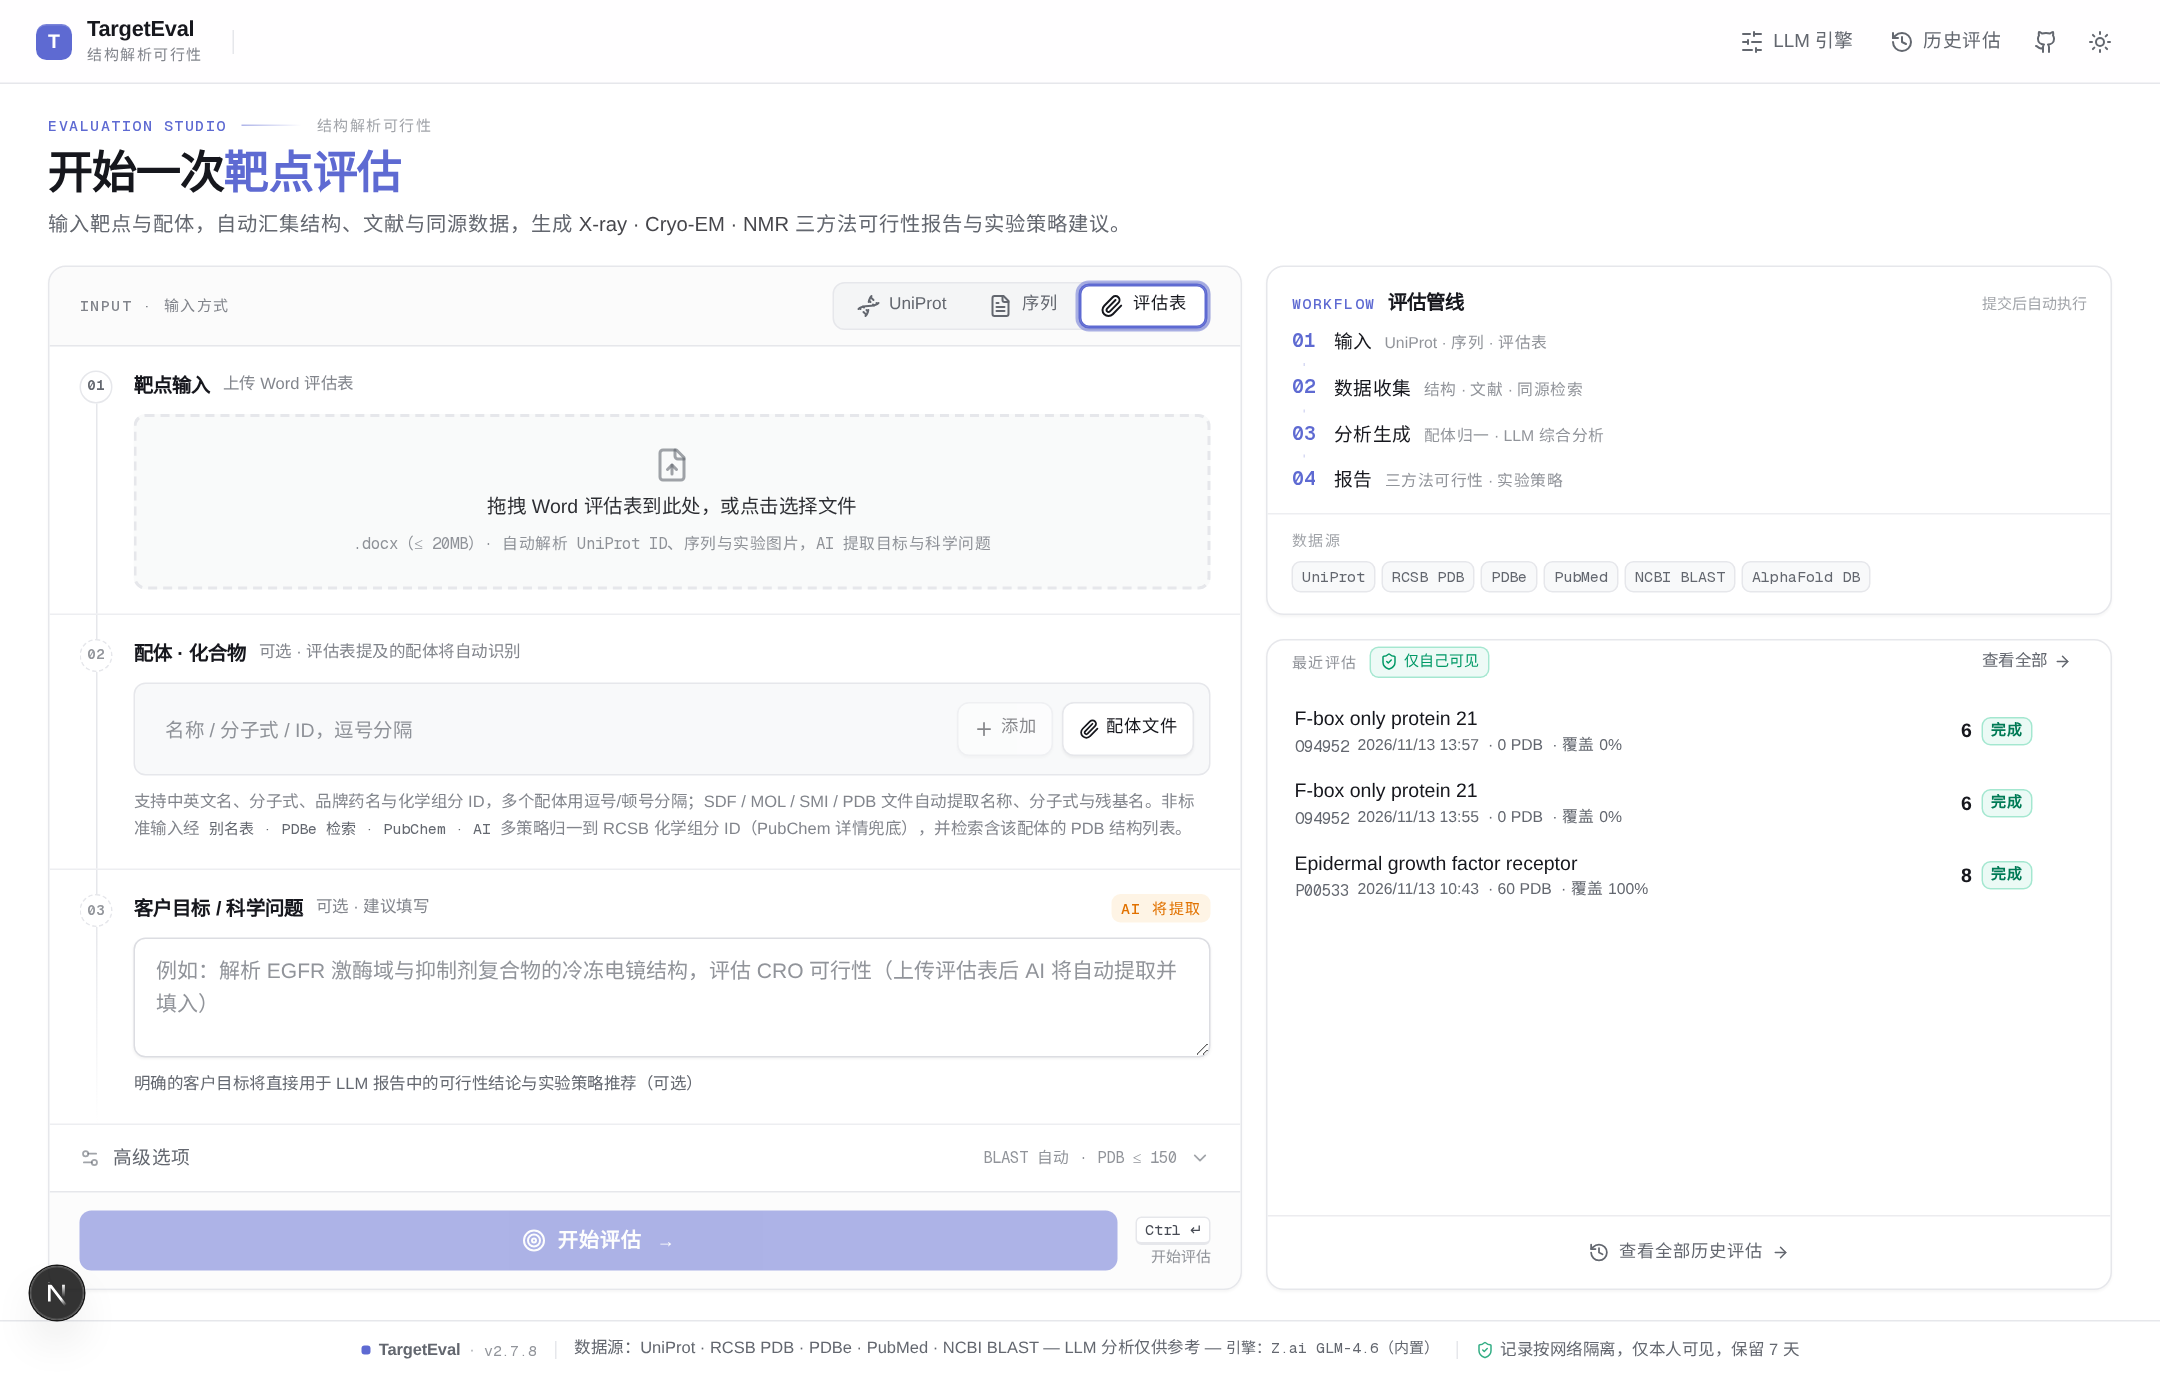 T
TargetEval
结构解析可行性
LLM 引擎
历史评估
EVALUATION STUDIO
结构解析可行性
开始一次靶点评估
输入靶点与配体，自动汇集结构、文献与同源数据，生成 X-ray · Cryo-EM · NMR 三方法可行性报告与实验策略建议。
INPUT · 输入方式
UniProt
序列
评估表
01
靶点输入 上传 Word 评估表
拖拽 Word 评估表到此处，或点击选择文件
.docx（≤ 20MB）· 自动解析 UniProt ID、序列与实验图片，AI 提取目标与科学问题
02
配体 · 化合物 可选 · 评估表提及的配体将自动识别
名称 / 分子式 / ID，逗号分隔
添加
配体文件
支持中英文名、分子式、品牌药名与化学组分 ID，多个配体用逗号/顿号分隔；SDF / MOL / SMI / PDB 文件自动提取名称、分子式与残基名。非标
准输入经 别名表 · PDBe 检索 · PubChem · AI 多策略归一到 RCSB 化学组分 ID（PubChem 详情兜底），并检索含该配体的 PDB 结构列表。
03
客户目标 / 科学问题 可选 · 建议填写
AI 将提取
例如：解析 EGFR 激酶域与抑制剂复合物的冷冻电镜结构，评估 CRO 可行性（上传评估表后 AI 将自动提取并
填入）
明确的客户目标将直接用于 LLM 报告中的可行性结论与实验策略推荐（可选）
高级选项
BLAST 自动 · PDB ≤ 150
开始评估 →
Ctrl ↵
开始评估
WORKFLOW 评估管线
提交后自动执行
01 输入 UniProt · 序列 · 评估表
02 数据收集 结构 · 文献 · 同源检索
03 分析生成 配体归一 · LLM 综合分析
04 报告 三方法可行性 · 实验策略
数据源
UniProt
RCSB PDB
PDBe
PubMed
NCBI BLAST
AlphaFold DB
最近评估
仅自己可见
查看全部 →
F-box only protein 21
O94952 2026/11/13 13:57 · 0 PDB · 覆盖 0%
6 完成
F-box only protein 21
O94952 2026/11/13 13:55 · 0 PDB · 覆盖 0%
6 完成
Epidermal growth factor receptor
P00533 2026/11/13 10:43 · 60 PDB · 覆盖 100%
8 完成
查看全部历史评估 →
N
TargetEval · v2.7.8
数据源：UniProt · RCSB PDB · PDBe · PubMed · NCBI BLAST — LLM 分析仅供参考 — 引擎：Z.ai GLM-4.6（内置）
记录按网络隔离，仅本人可见，保留 7 天